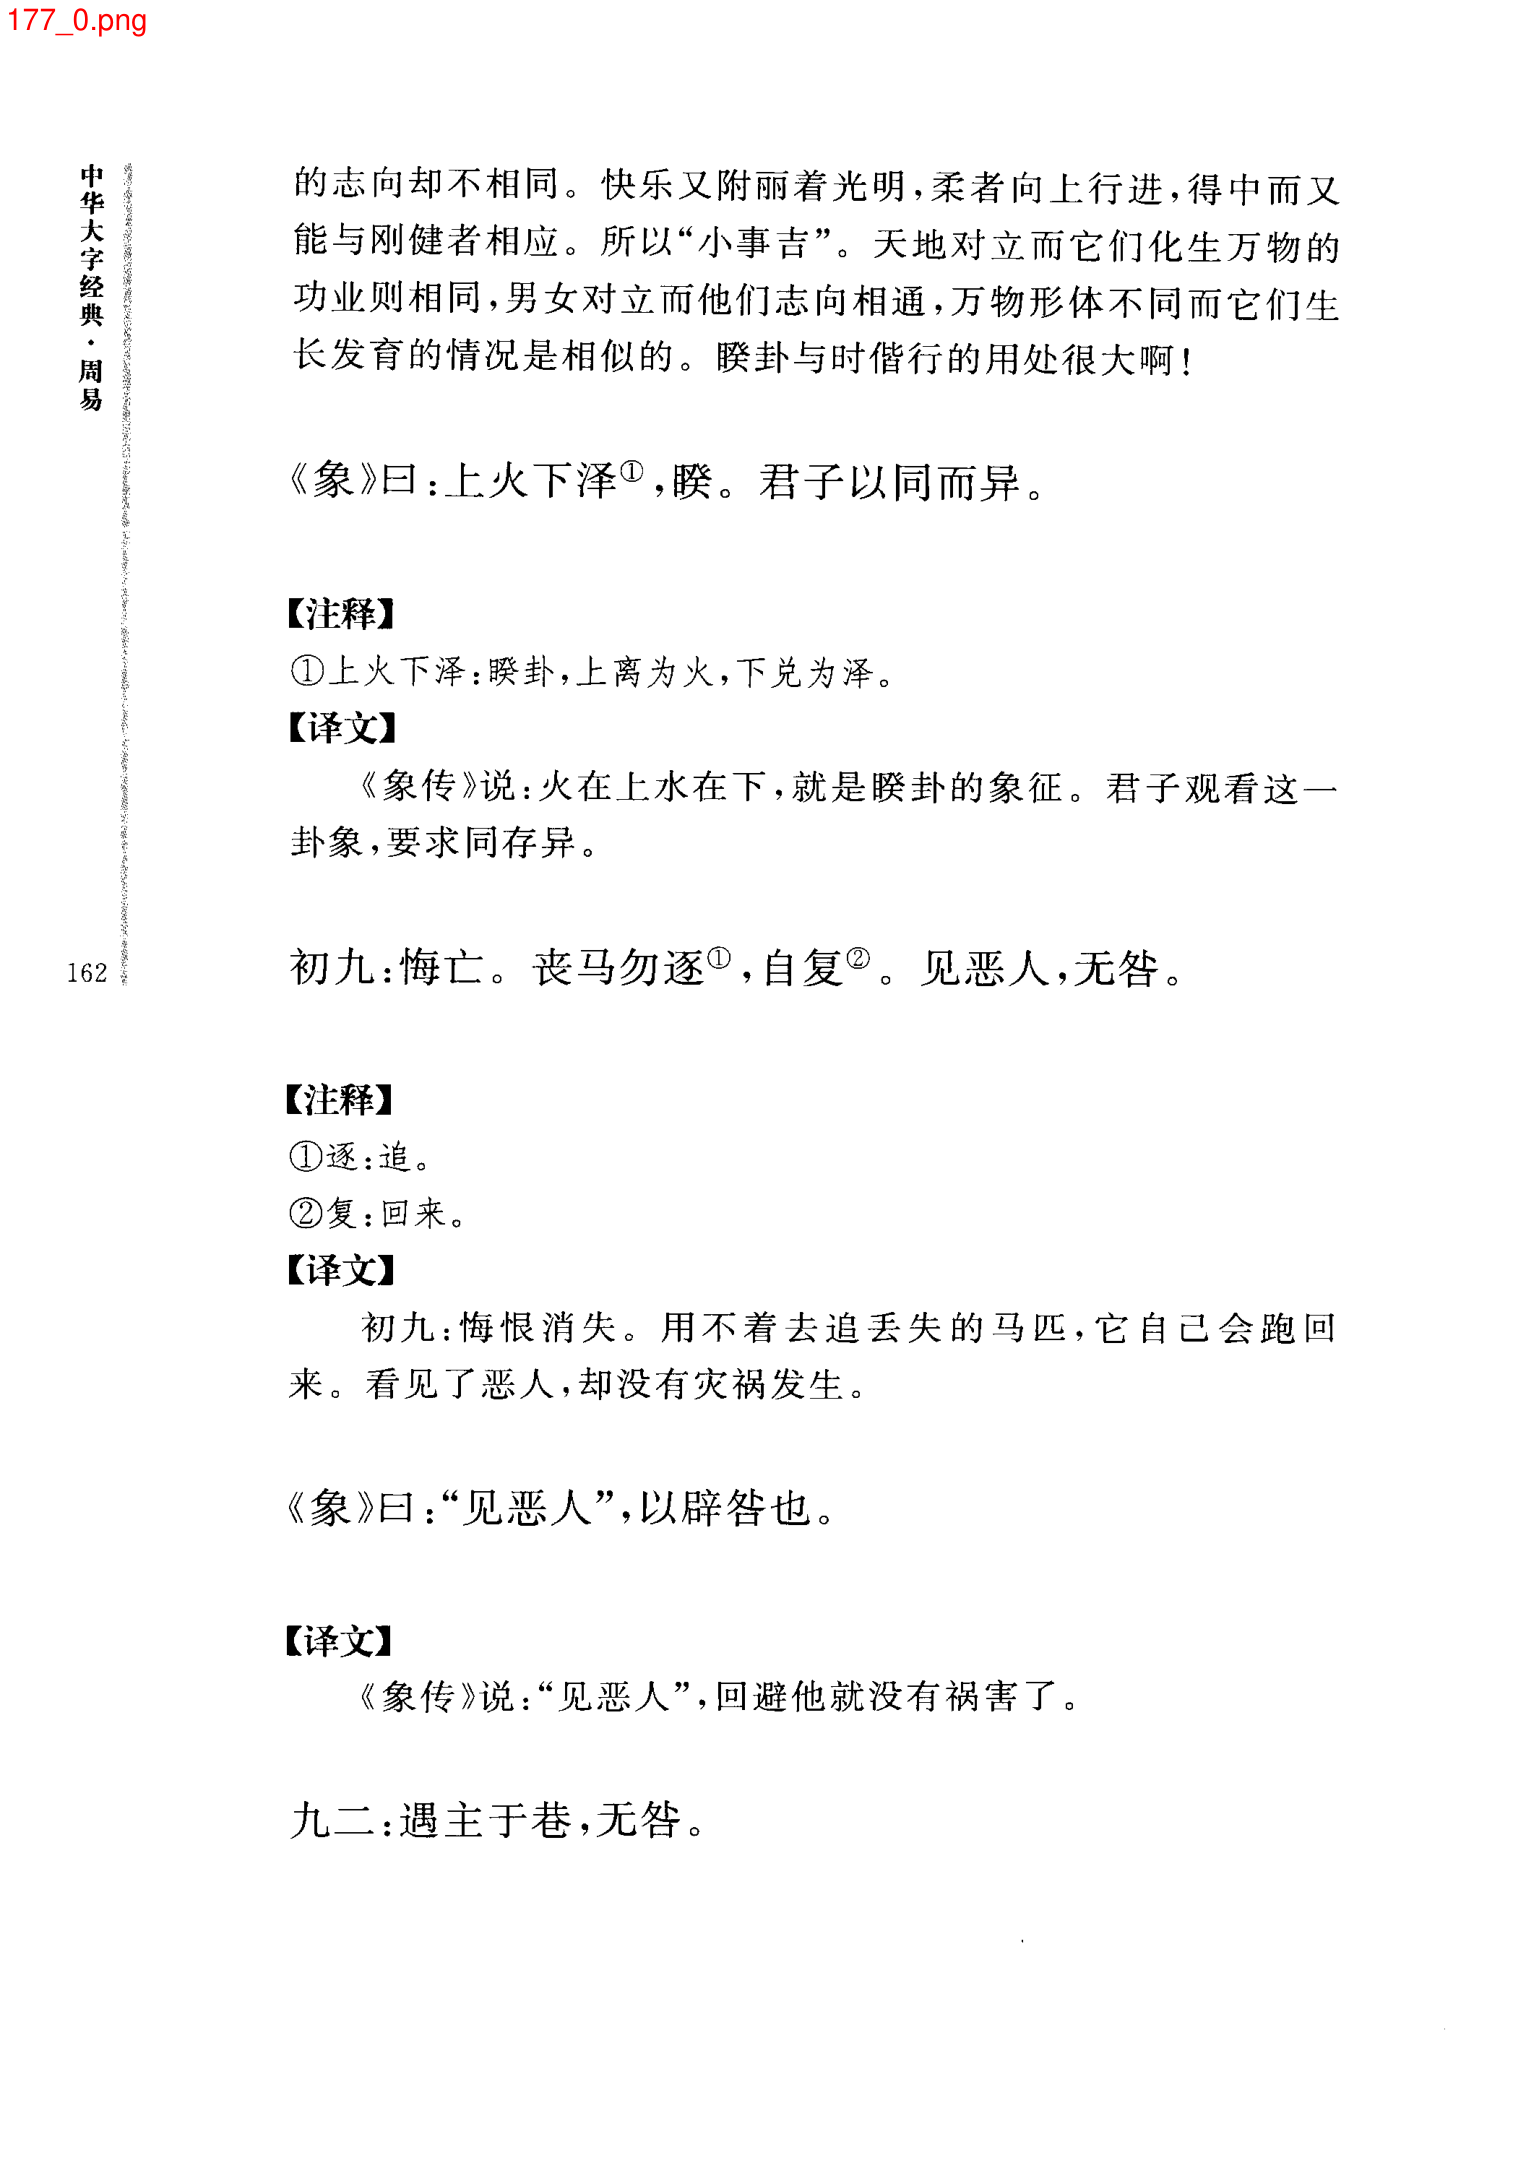 177_0.png
中华大字经典·周易
162
的志向却不相同。快乐又附丽着光明,柔者向上行进,得中而又
能与刚健者相应。所以“小事吉”。天地对立而它们化生万物的
功业则相同,男女对立而他们志向相通,万物形体不同而它们生
长发育的情况是相似的。睽卦与时偕行的用处很大啊!
《象》曰:上火下泽①,睽。君子以同而异。
【注释】
①上火下泽:睽卦,上离为火,下兑为泽。
【译文】
《象传》说:火在上水在下,就是睽卦的象征。君子观看这一
卦象,要求同存异。
初九:悔亡。丧马勿逐①,自复②。见恶人,无咎。
【注释】
①逐:追。
②复:回来。
【译文】
初九:悔恨消失。用不着去追丢失的马匹,它自己会跑回
来。看见了恶人,却没有灾祸发生。
《象》曰:“见恶人”,以辟咎也。
【译文】
《象传》说:“见恶人”,回避他就没有祸害了。
九二:遇主于巷,无咎。